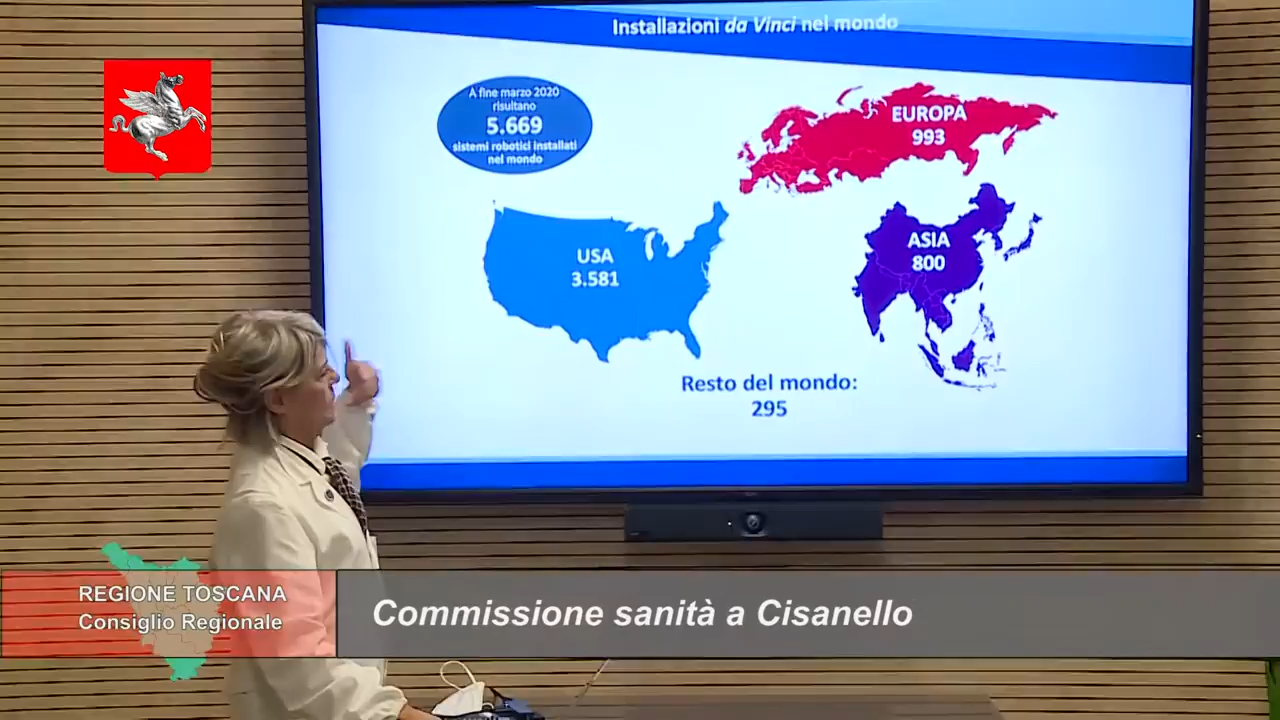 Installazioni da Vinci nel mondo
A fine marzo 2020
risultano
5.669
sistemi robotici installati
nel mondo
EUROPA
993
USA
3.581
ASIA
800
Resto del mondo:
295
REGIONE TOSCANA
Consiglio Regionale
Commissione sanità a Cisanello